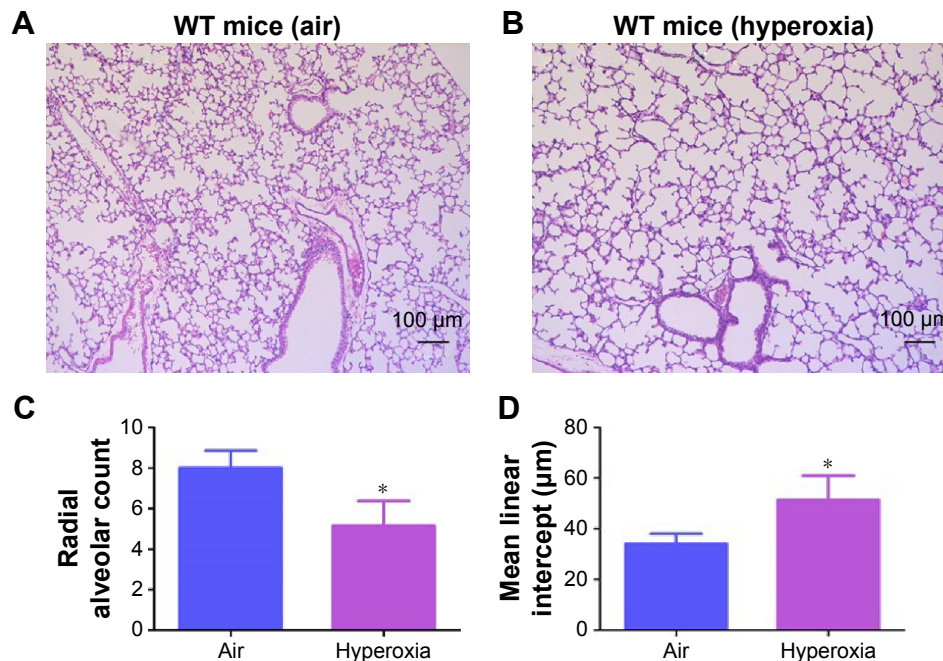 A
WT mice (air)
100 µm
B
WT mice (hyperoxia)
100 µm
C
Radial
alveolar count
10
8
6
4
2
0
*
Air
Hyperoxia
D
Mean linear
intercept (µm)
80
60
40
20
0
*
Air
Hyperoxia